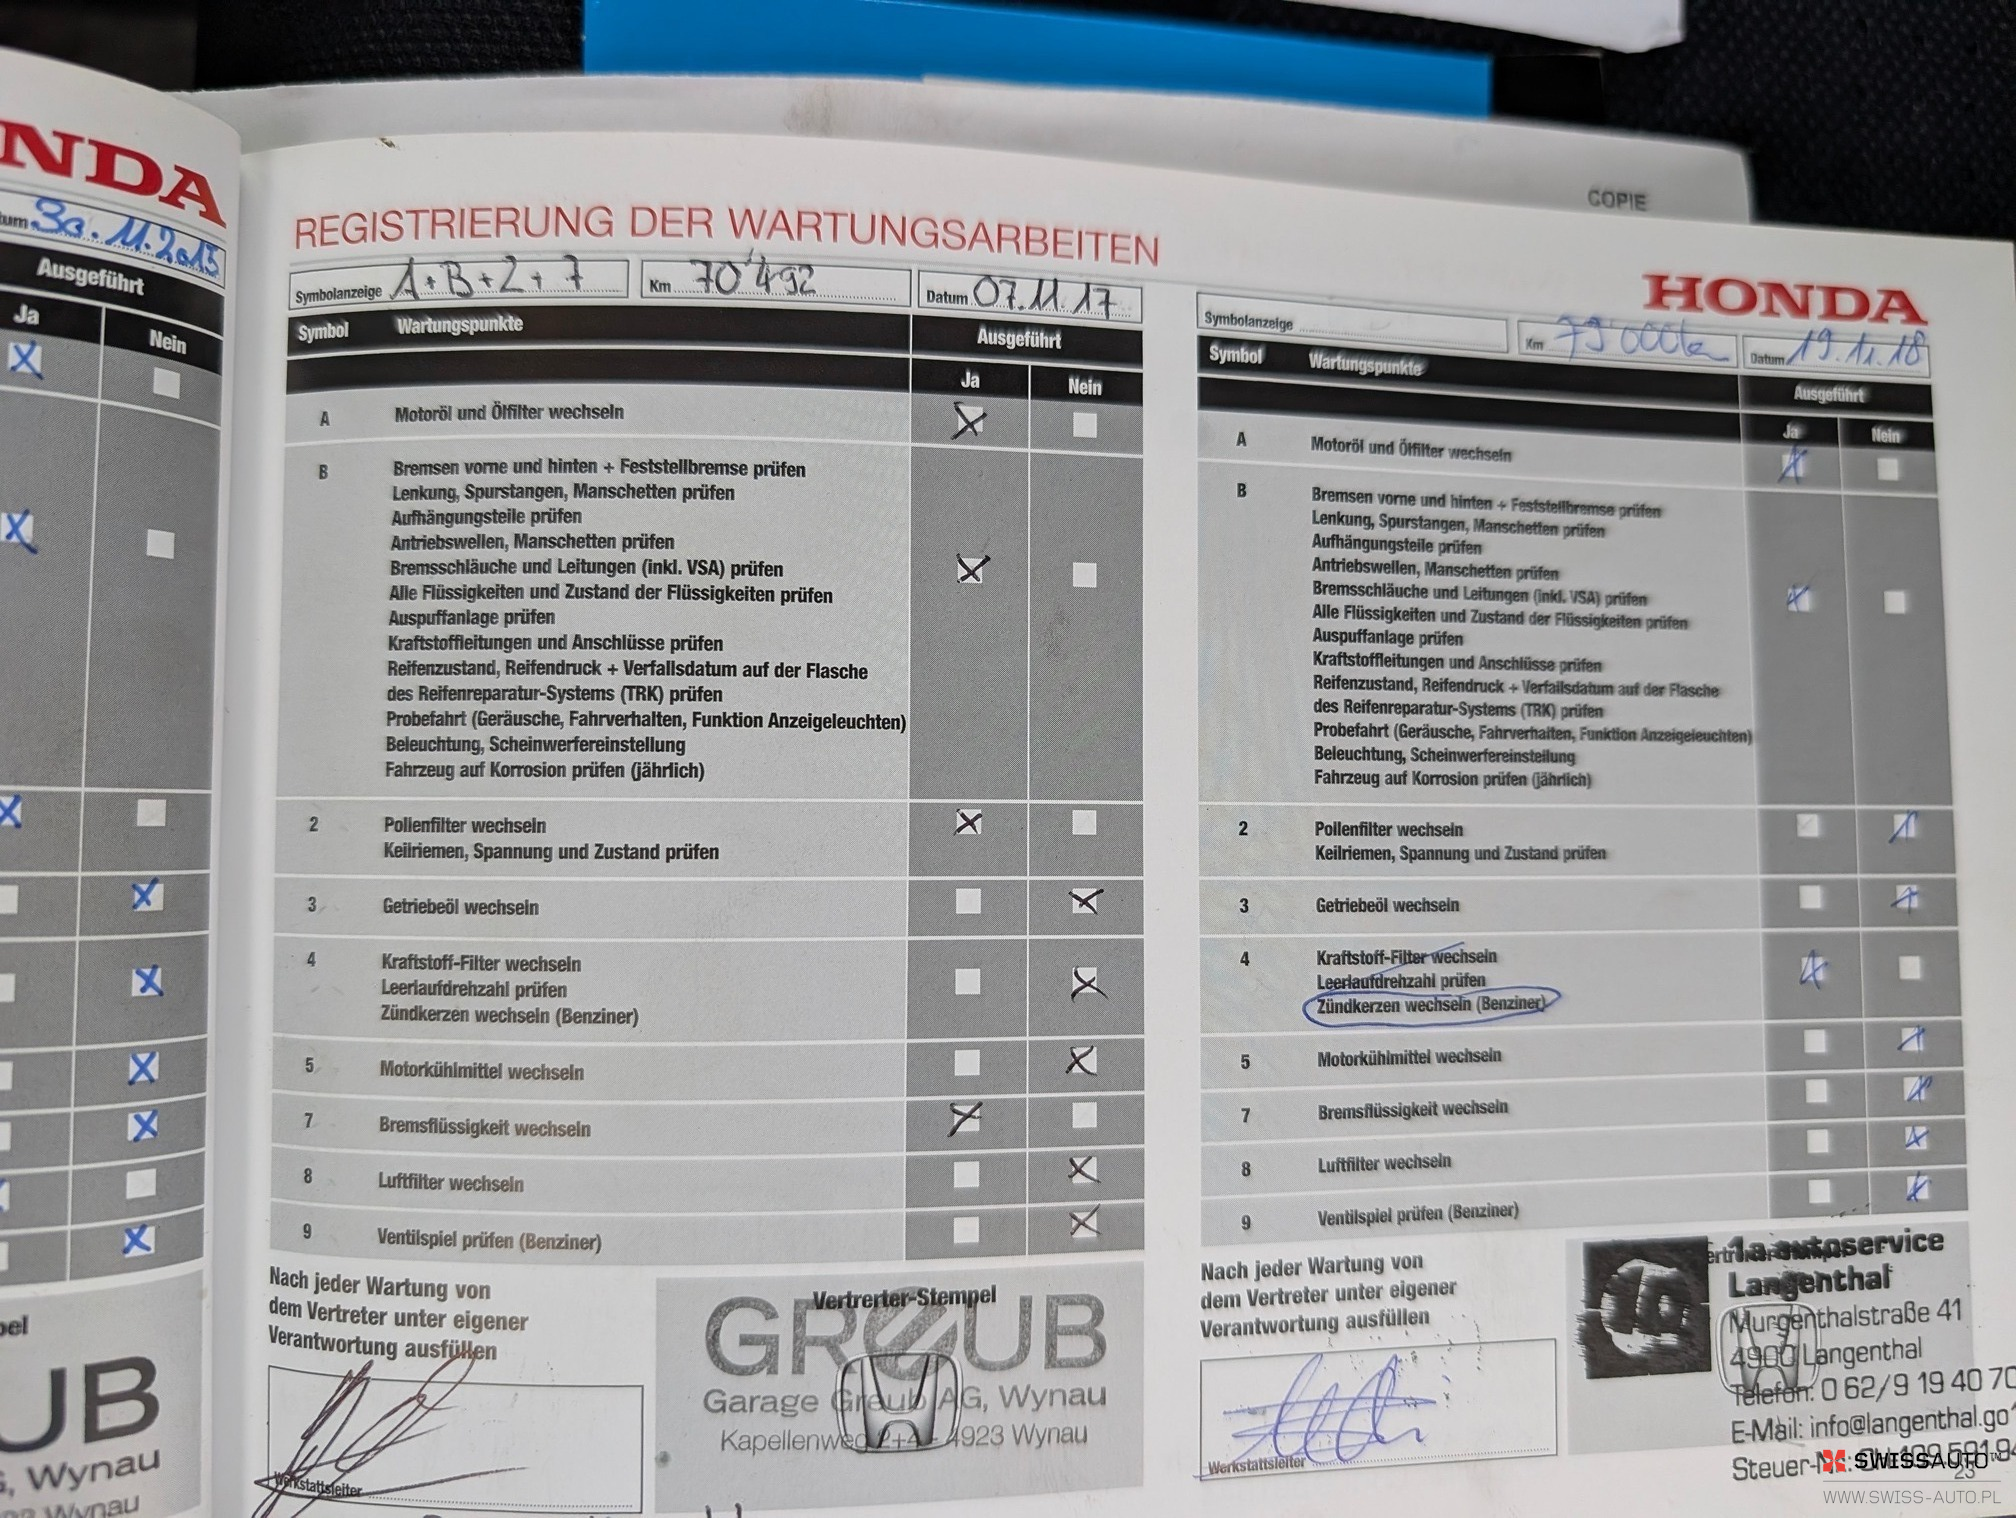 NDA
30.11.2015
Ausgeführt
Ja Nein
UB
Wynau
Wynau
COPIE
REGISTRIERUNG DER WARTUNGSARBEITEN
Symbolanzeige A+B+2+7 Km 70'492 Datum 07.11.17
Symbol Wartungspunkte Ausgeführt
Ja Nein
A Motoröl und Ölfilter wechseln
B Bremsen vorne und hinten + Feststellbremse prüfen
Lenkung, Spurstangen, Manschetten prüfen
Aufhängungsteile prüfen
Antriebswellen, Manschetten prüfen
Bremsschläuche und Leitungen (inkl. VSA) prüfen
Alle Flüssigkeiten und Zustand der Flüssigkeiten prüfen
Auspuffanlage prüfen
Kraftstoffleitungen und Anschlüsse prüfen
Reifenzustand, Reifendruck + Verfallsdatum auf der Flasche
des Reifenreparatur-Systems (TRK) prüfen
Probefahrt (Geräusche, Fahrverhalten, Funktion Anzeigeleuchten)
Beleuchtung, Scheinwerfereinstellung
Fahrzeug auf Korrosion prüfen (jährlich)
2 Pollenfilter wechseln
Keilriemen, Spannung und Zustand prüfen
3 Getriebeöl wechseln
4 Kraftstoff-Filter wechseln
Leerlaufdrehzahl prüfen
Zündkerzen wechseln (Benziner)
5 Motorkühlmittel wechseln
7 Bremsflüssigkeit wechseln
8 Luftfilter wechseln
9 Ventilspiel prüfen (Benziner)
Nach jeder Wartung von
dem Vertreter unter eigener
Verantwortung ausfüllen
Werkstattsleiter
Vertrerter-Stempel
GRAUB
Garage Graub AG, Wynau
Kapellenweg 2+4 - 4923 Wynau
HONDA
Symbolanzeige Km 79'000km Datum 19.11.18
Symbol Wartungspunkte Ausgeführt
Ja Nein
A Motoröl und Ölfilter wechseln
B Bremsen vorne und hinten + Feststellbremse prüfen
Lenkung, Spurstangen, Manschetten prüfen
Aufhängungsteile prüfen
Antriebswellen, Manschetten prüfen
Bremsschläuche und Leitungen (inkl. VSA) prüfen
Alle Flüssigkeiten und Zustand der Flüssigkeiten prüfen
Auspuffanlage prüfen
Kraftstoffleitungen und Anschlüsse prüfen
Reifenzustand, Reifendruck + Verfallsdatum auf der Flasche
des Reifenreparatur-Systems (TRK) prüfen
Probefahrt (Geräusche, Fahrverhalten, Funktion Anzeigeleuchten)
Beleuchtung, Scheinwerfereinstellung
Fahrzeug auf Korrosion prüfen (jährlich)
2 Pollenfilter wechseln
Keilriemen, Spannung und Zustand prüfen
3 Getriebeöl wechseln
4 Kraftstoff-Filter wechseln
Leerlaufdrehzahl prüfen
Zündkerzen wechseln (Benziner)
5 Motorkühlmittel wechseln
7 Bremsflüssigkeit wechseln
8 Luftfilter wechseln
9 Ventilspiel prüfen (Benziner)
Nach jeder Wartung von
dem Vertreter unter eigener
Verantwortung ausfüllen
Werkstattsleiter
1a autoservice
Langenthal
Murgenthalstraße 41
4900 Langenthal
Telefon: 0 62/9 19 40 70
E-Mail: info@langenthal.go
23
SWISSAUTO
WWW.SWISS-AUTO.PL